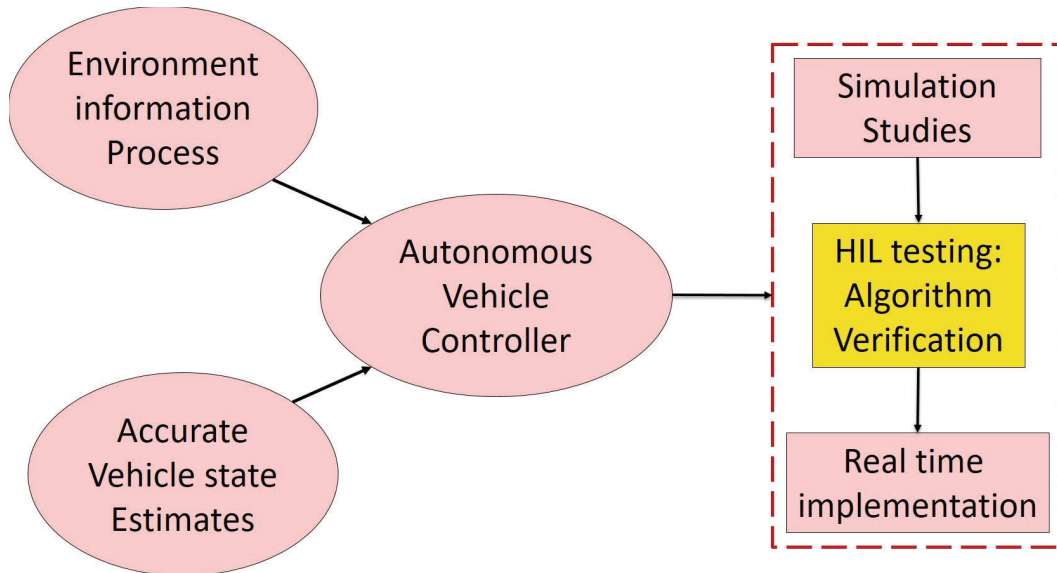 Environment
information
Process
Accurate
Vehicle state
Estimates
Autonomous
Vehicle
Controller
Simulation
Studies
HIL testing:
Algorithm
Verification
Real time
implementation